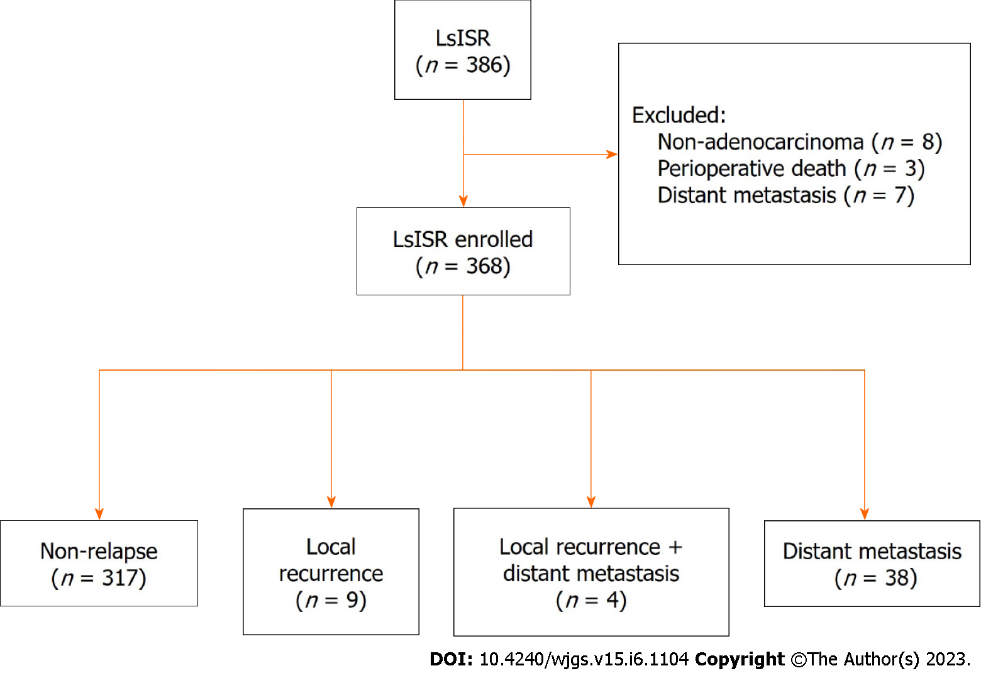 LsISR
(n = 386)
Excluded:
Non-adenocarcinoma (n = 8)
Perioperative death (n = 3)
Distant metastasis (n = 7)
LsISR enrolled
(n = 368)
Non-relapse
(n = 317)
Local
recurrence
(n = 9)
Local recurrence +
distant metastasis
(n = 4)
Distant metastasis
(n = 38)
DOI: 10.4240/wjgs.v15.i6.1104 Copyright ©The Author(s) 2023.